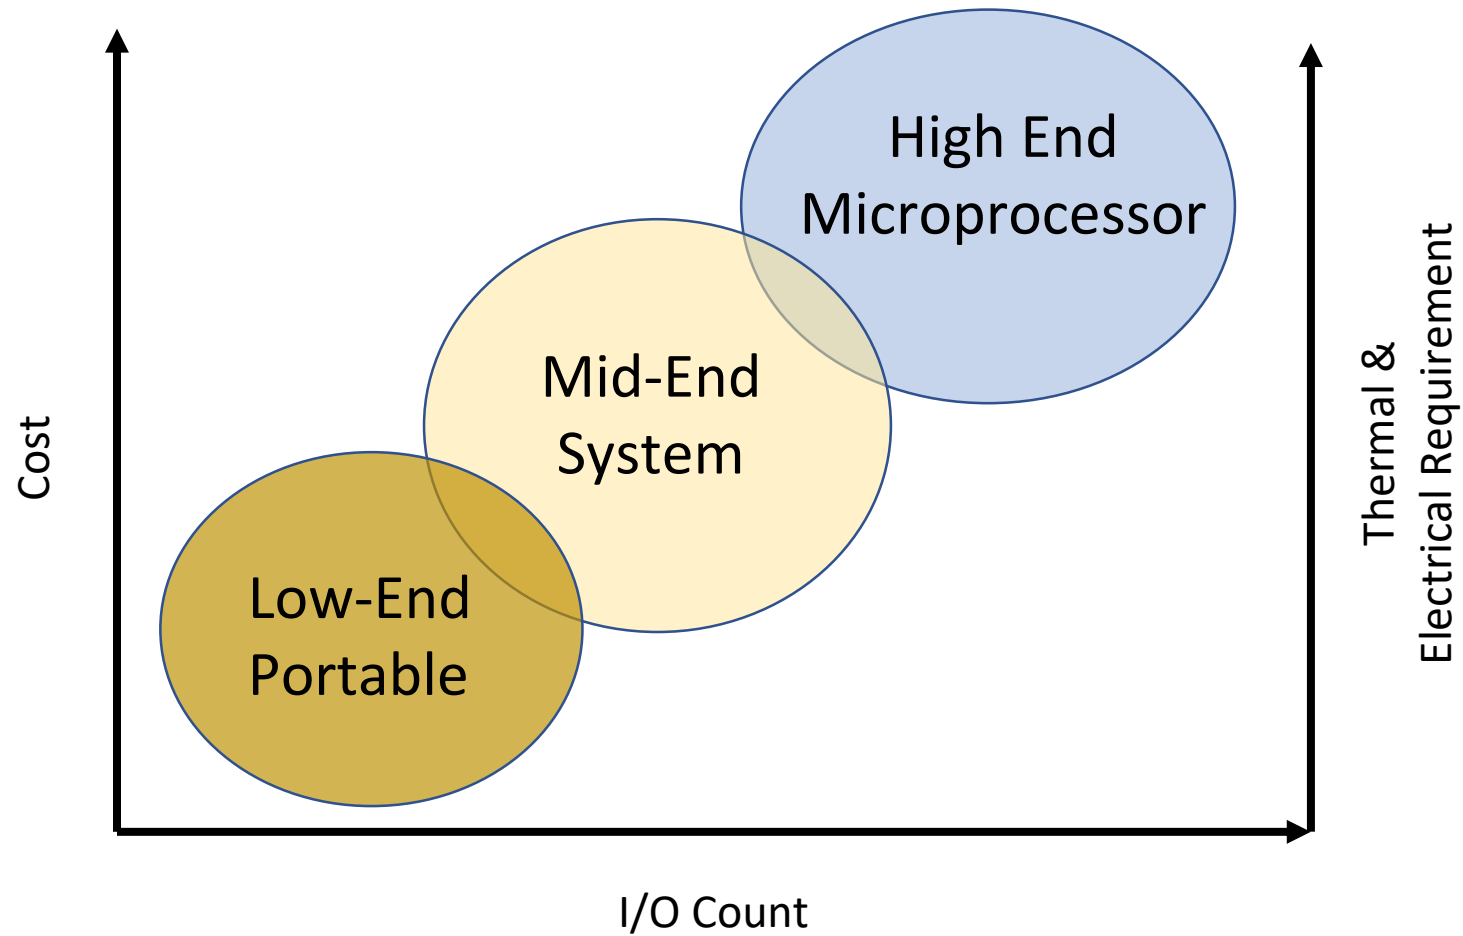 High End
Microprocessor
Mid-End
System
Low-End
Portable
Cost
Thermal &
Electrical Requirement
I/O Count